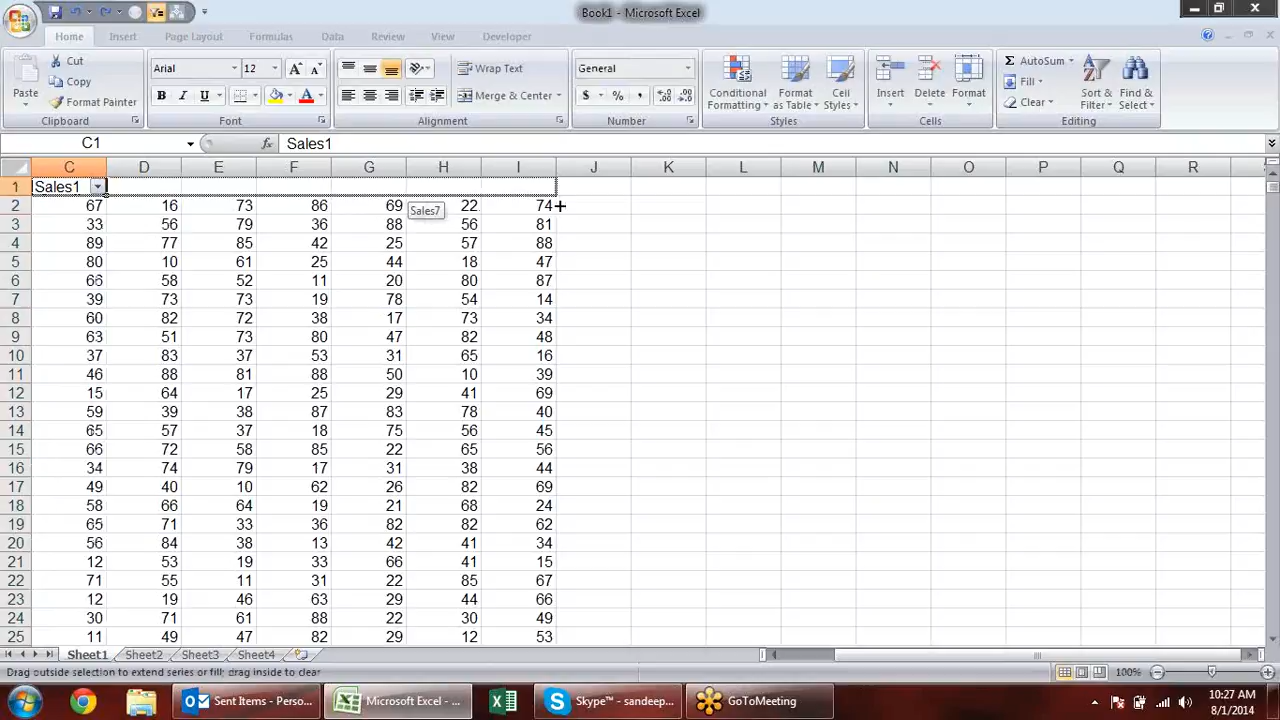 Book1 - Microsoft Excel
Home Insert Page Layout Formulas Data Review View Developer
Paste Cut Copy Format Painter Clipboard
Arial 12 A A B I U A Font
Wrap Text Merge & Center Alignment
General $ % , Number
Conditional Formatting Format as Table Cell Styles Styles
Insert Delete Format Cells
Σ AutoSum Fill Clear Sort & Filter Find & Select Editing
C1 fx Sales1
C D E F G H I J K L M N O P Q R
1 Sales1
2 67 16 73 86 69 22 74
Sales7
3 33 56 79 36 88 56 81
4 89 77 85 42 25 57 88
5 80 10 61 25 44 18 47
6 66 58 52 11 20 80 87
7 39 73 73 19 78 54 14
8 60 82 72 38 17 73 34
9 63 51 73 80 47 82 48
10 37 83 37 53 31 65 16
11 46 88 81 88 50 10 39
12 15 64 17 25 29 41 69
13 59 39 38 87 83 78 40
14 65 57 37 18 75 56 45
15 66 72 58 85 22 65 56
16 34 74 79 17 31 38 44
17 49 40 10 62 26 82 69
18 58 66 64 19 21 68 24
19 65 71 33 36 82 82 62
20 56 84 38 13 42 41 34
21 12 53 19 33 66 41 15
22 71 55 11 31 22 85 67
23 12 19 46 63 29 44 66
24 30 71 61 88 22 30 49
25 11 49 47 82 29 12 53
Sheet1 Sheet2 Sheet3 Sheet4
Drag outside selection to extend series or fill; drag inside to clear 100%
Sent Items - Perso... Microsoft Excel - ... Skype™ - sandeep... GoToMeeting 10:27 AM
8/1/2014